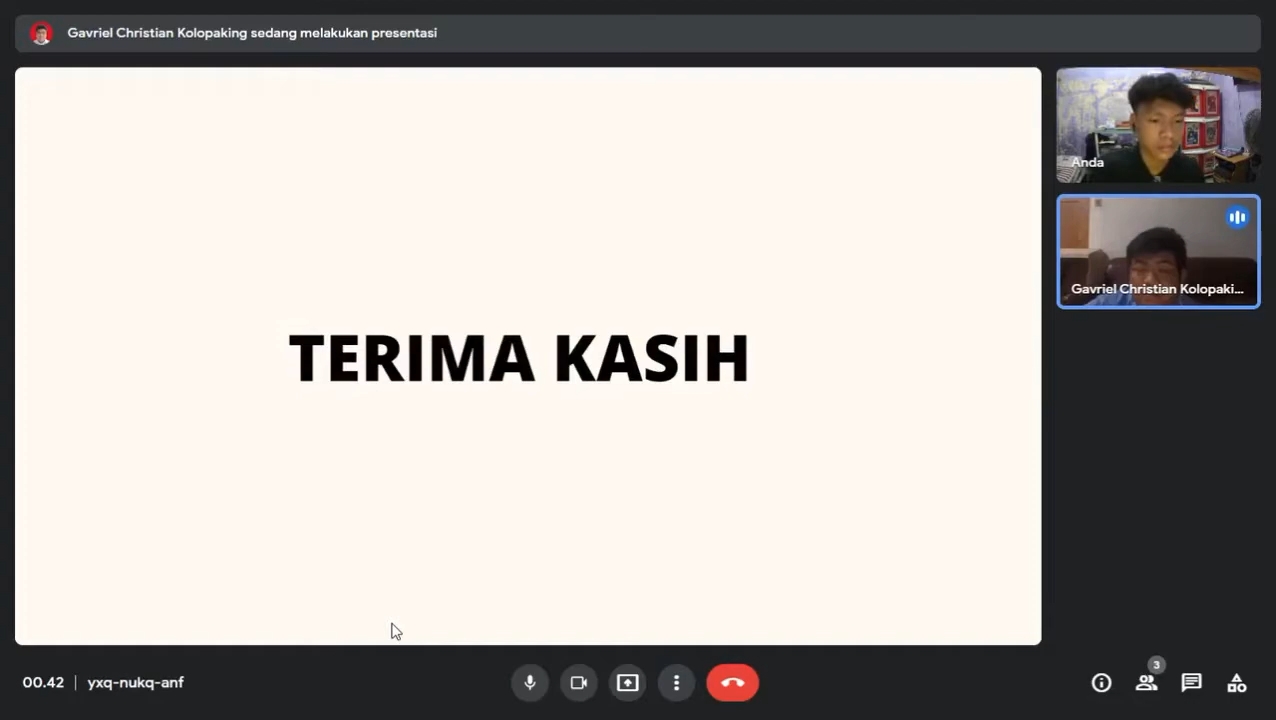 Gavriel Christian Kolopaking sedang melakukan presentasi
Anda
Gavriel Christian Kolopaki...
TERIMA KASIH
00.42 | yxq-nukq-anf
3